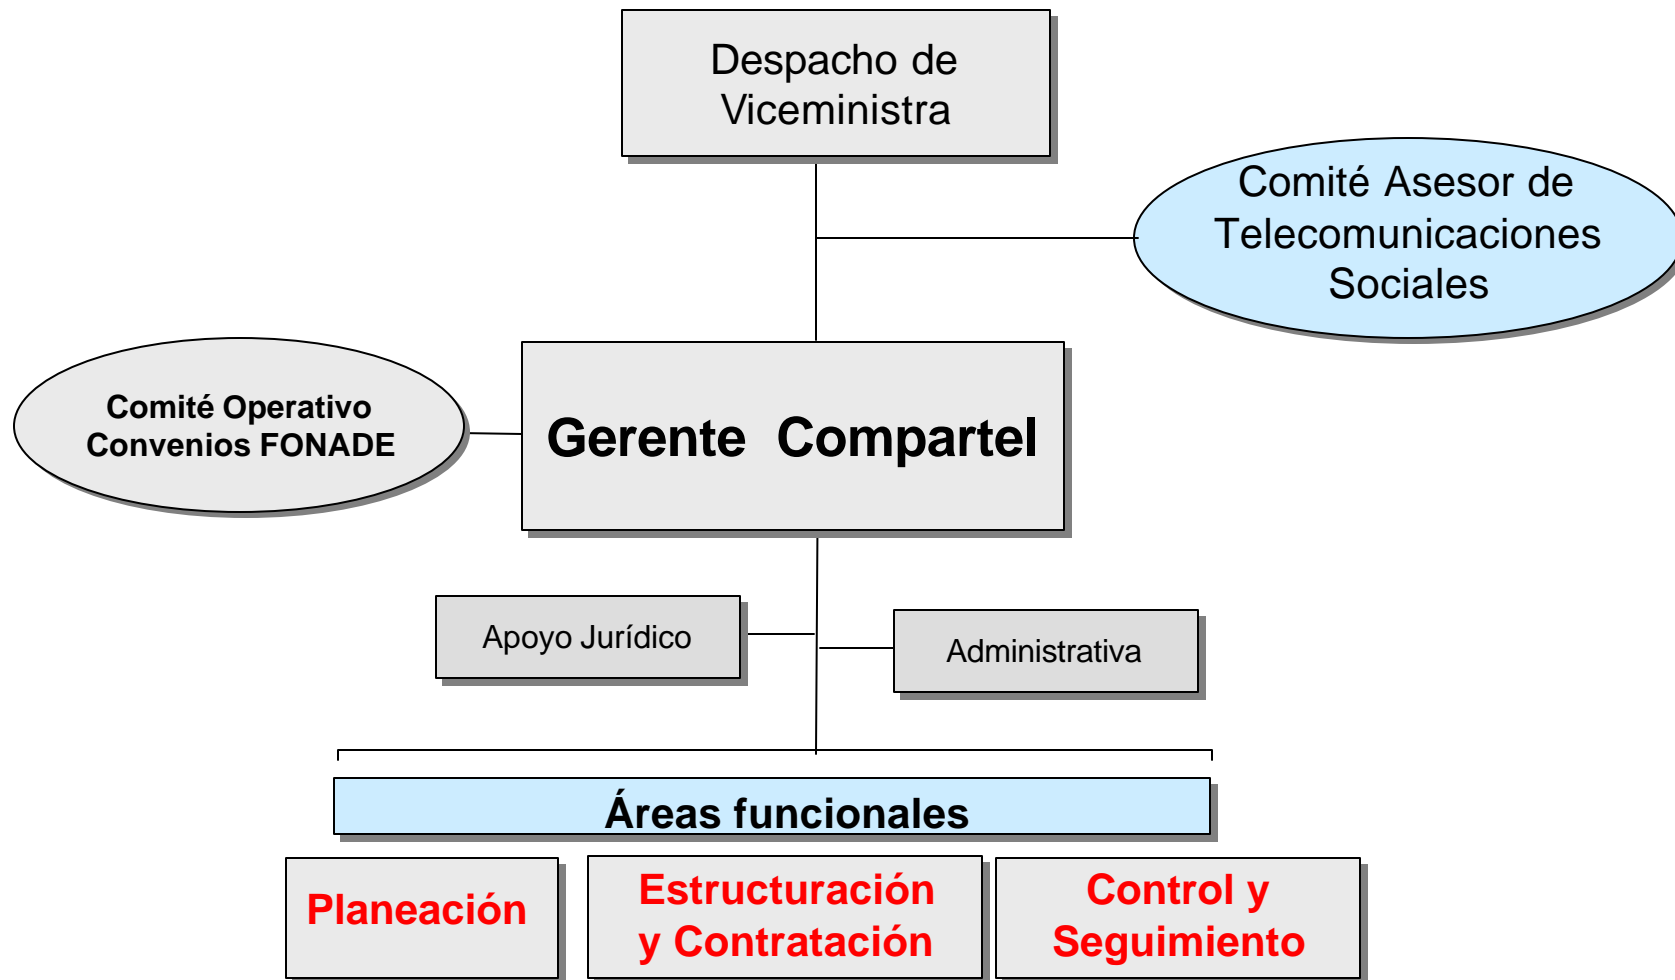 Despacho de
Viceministra
Comité Asesor de
Telecomunicaciones
Sociales
Comité Operativo
Convenios FONADE
Gerente Compartel
Apoyo Jurídico
Administrativa
Áreas funcionales
Planeación
Estructuración
y Contratación
Control y
Seguimiento